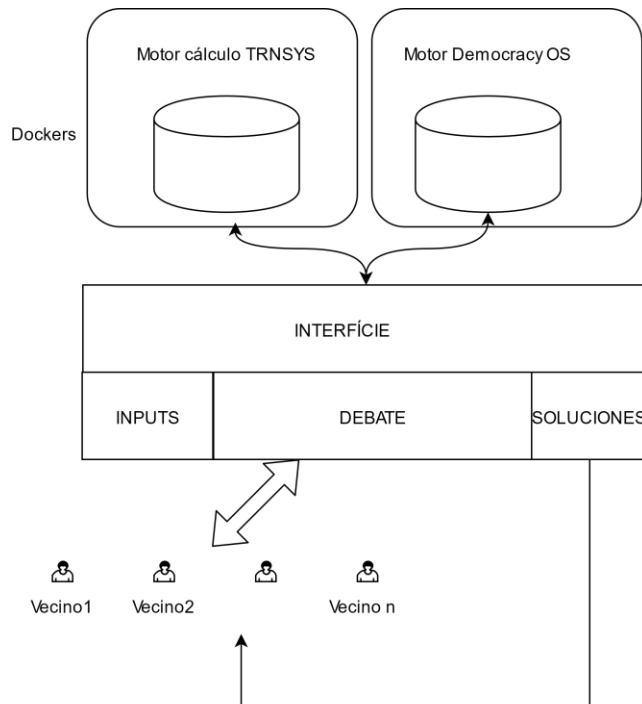 Motor cálculo TRNSYS
Motor Democracy OS
Dockers
INTERFÍCIE
INPUTS
DEBATE
SOLUCIONES
Vecino1
Vecino2
Vecino n